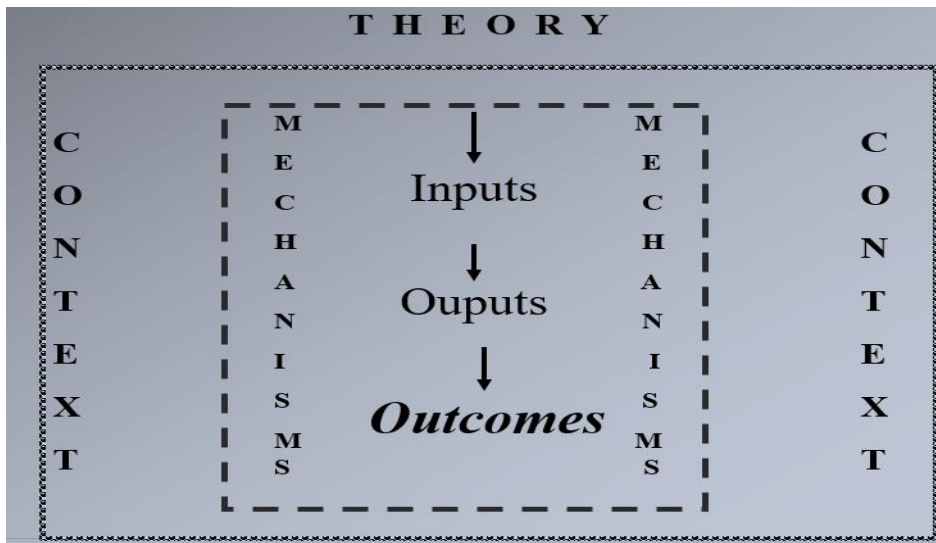 THEORY
CONTEXT
MECHANISMS
Inputs
Ouputs
Outcomes
MECHANISMS
CONTEXT